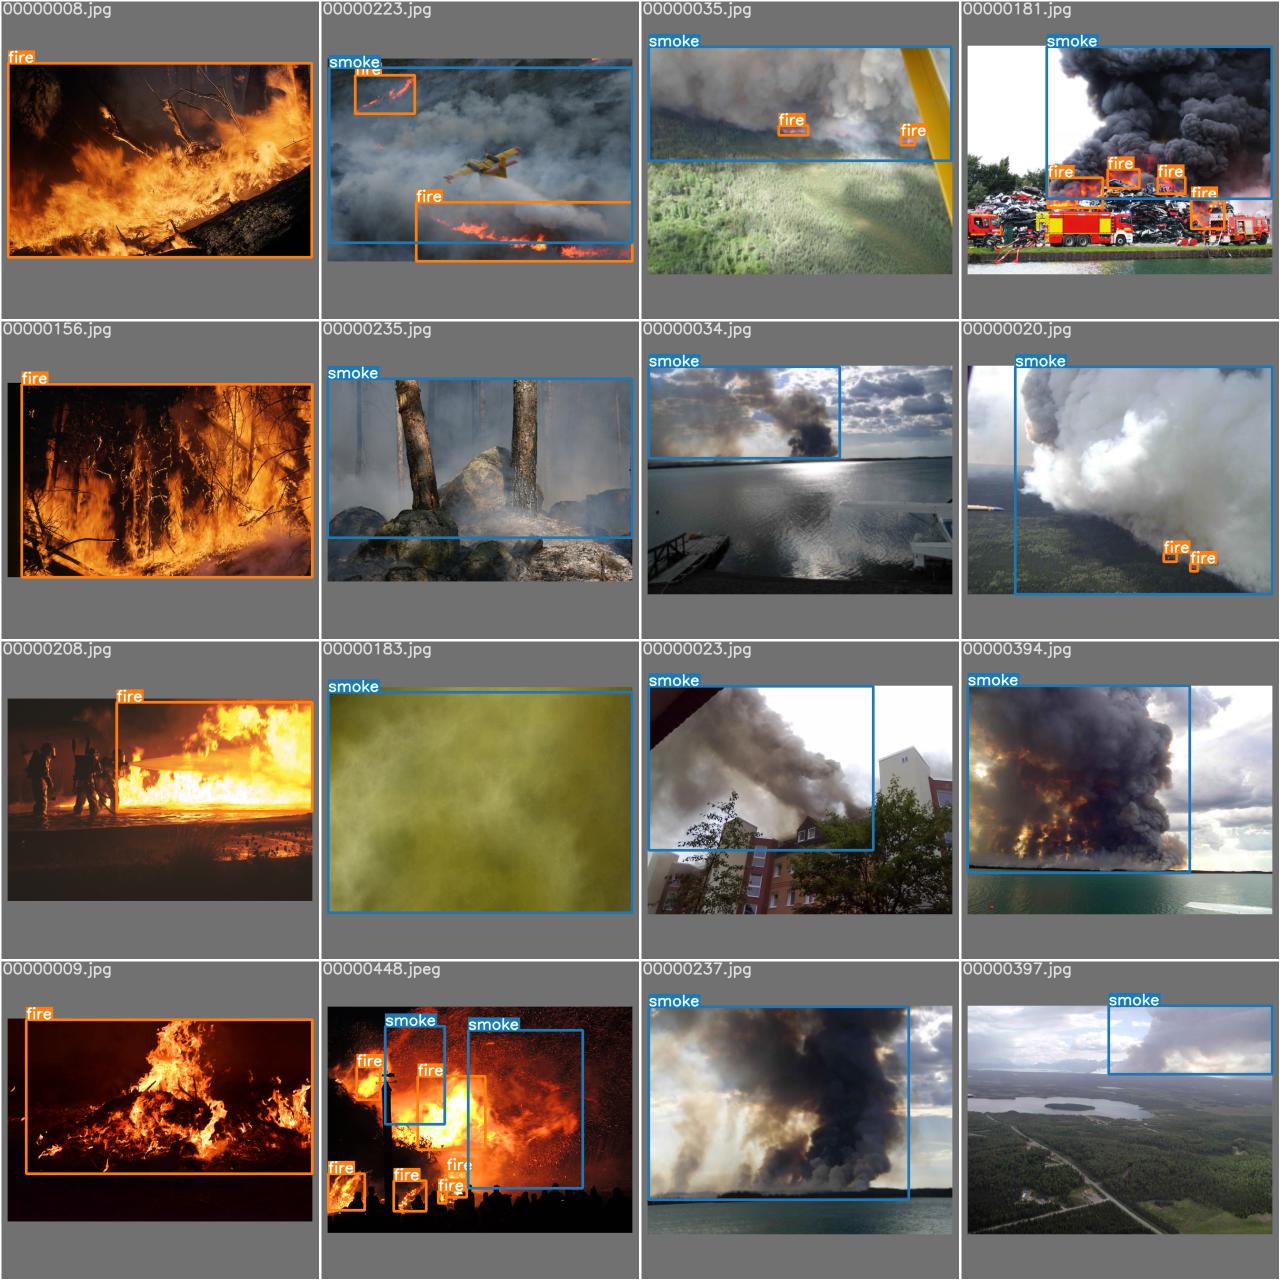 00000008.jpg
fire
00000223.jpg
smoke
fire
fire
00000035.jpg
smoke
fire
fire
00000181.jpg
smoke
fire
fire
fire
fire
00000156.jpg
fire
00000235.jpg
smoke
00000034.jpg
smoke
00000020.jpg
smoke
fire
fire
00000208.jpg
fire
00000183.jpg
smoke
00000023.jpg
smoke
00000394.jpg
smoke
00000009.jpg
fire
00000448.jpeg
smoke
smoke
fire
fire
fire
fire
fire
fire
00000237.jpg
smoke
00000397.jpg
smoke